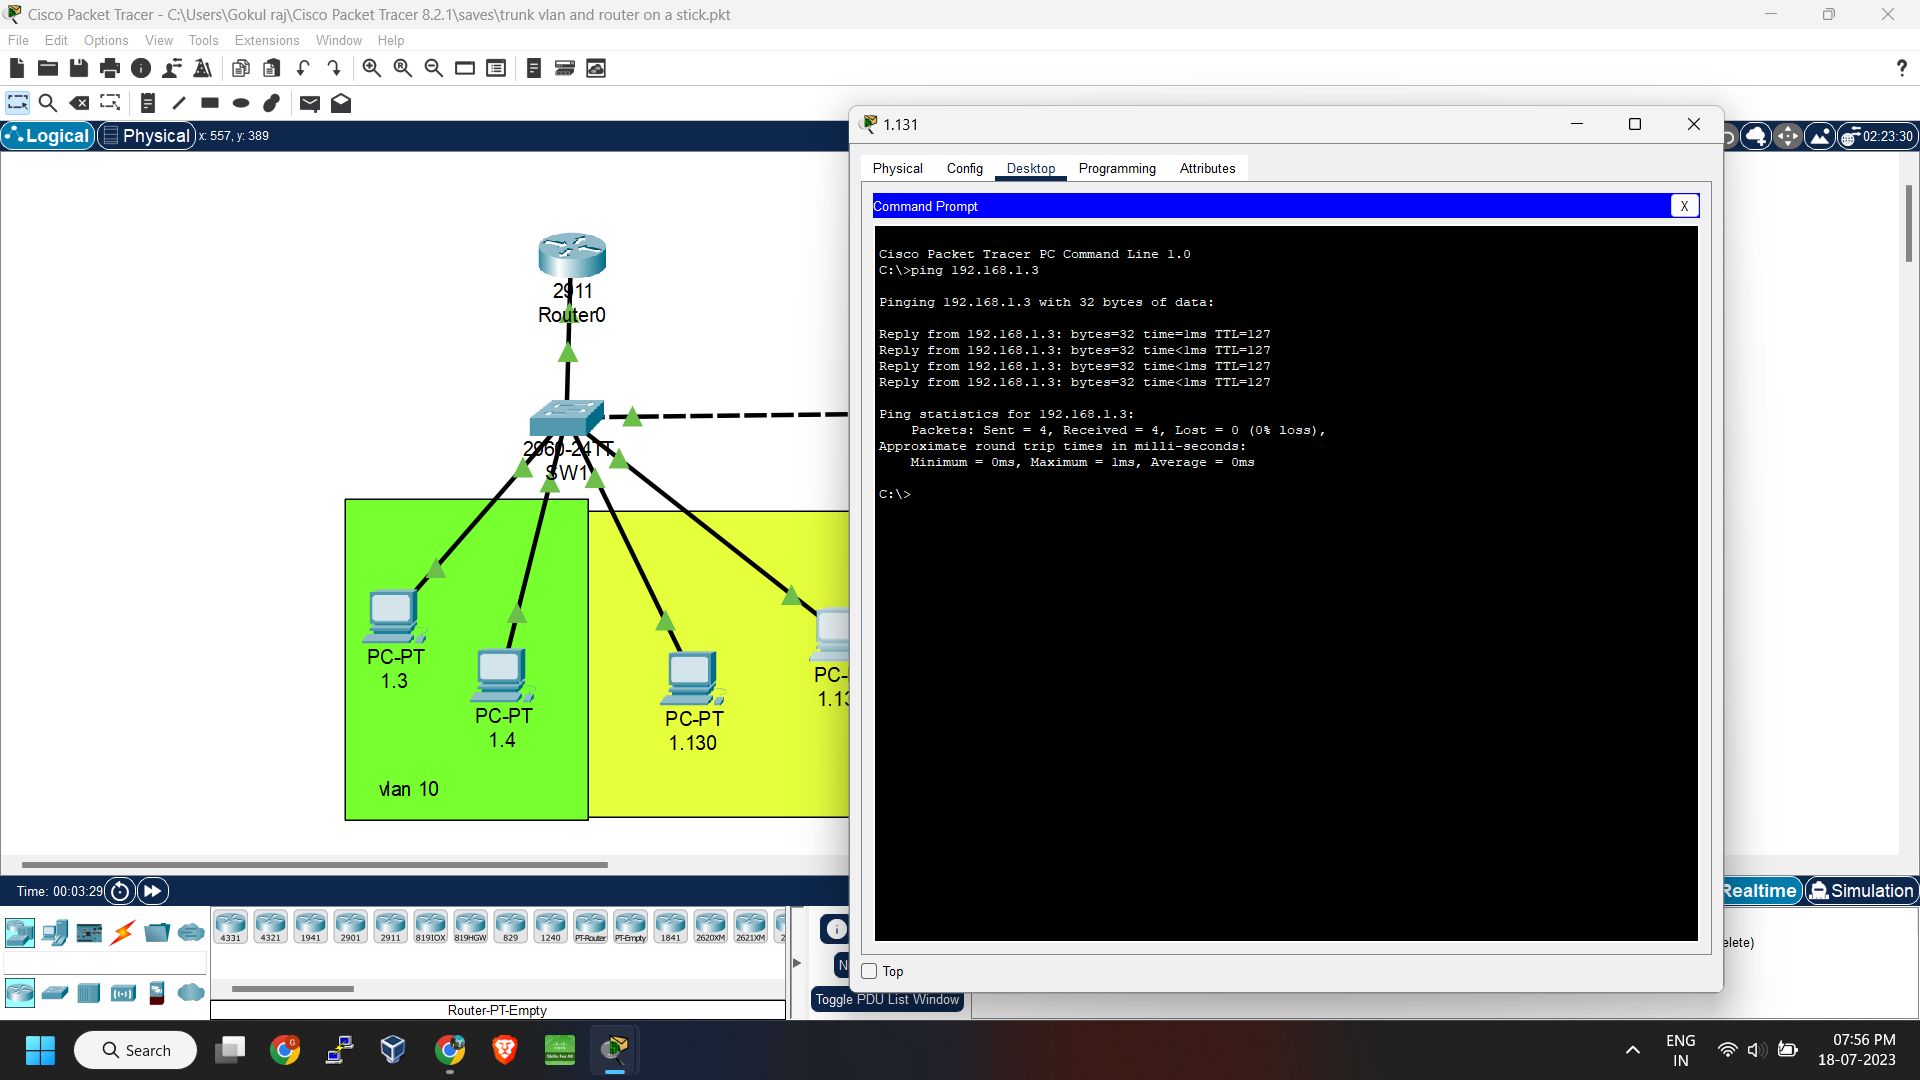 Cisco Packet Tracer - C:\Users\Gokul raj\Cisco Packet Tracer 8.2.1\saves\trunk vlan and router on a stick.pkt
File Edit Options View Tools Extensions Window Help
?
Logical Physical x: 557, y: 389
02:23:30
2911
Router0
2960-24TT
SW1
PC-PT
1.3
PC-PT
1.4
PC-PT
1.130
PC-
1.13
vlan 10
1.131
Physical Config Desktop Programming Attributes
Command Prompt
X
Cisco Packet Tracer PC Command Line 1.0
C:\>ping 192.168.1.3
Pinging 192.168.1.3 with 32 bytes of data:
Reply from 192.168.1.3: bytes=32 time=1ms TTL=127
Reply from 192.168.1.3: bytes=32 time<1ms TTL=127
Reply from 192.168.1.3: bytes=32 time<1ms TTL=127
Reply from 192.168.1.3: bytes=32 time<1ms TTL=127
Ping statistics for 192.168.1.3:
Packets: Sent = 4, Received = 4, Lost = 0 (0% loss),
Approximate round trip times in milli-seconds:
Minimum = 0ms, Maximum = 1ms, Average = 0ms
C:\>
Top
Time: 00:03:29
Realtime Simulation
4331 4321 1941 2901 2911 819IOX 819HGW 829 1240 PT-Router PT-Empty 1841 2620XM 2621XM 2
Router-PT-Empty
N
elete)
Toggle PDU List Window
Search
Skills For All
ENG
IN
07:56 PM
18-07-2023